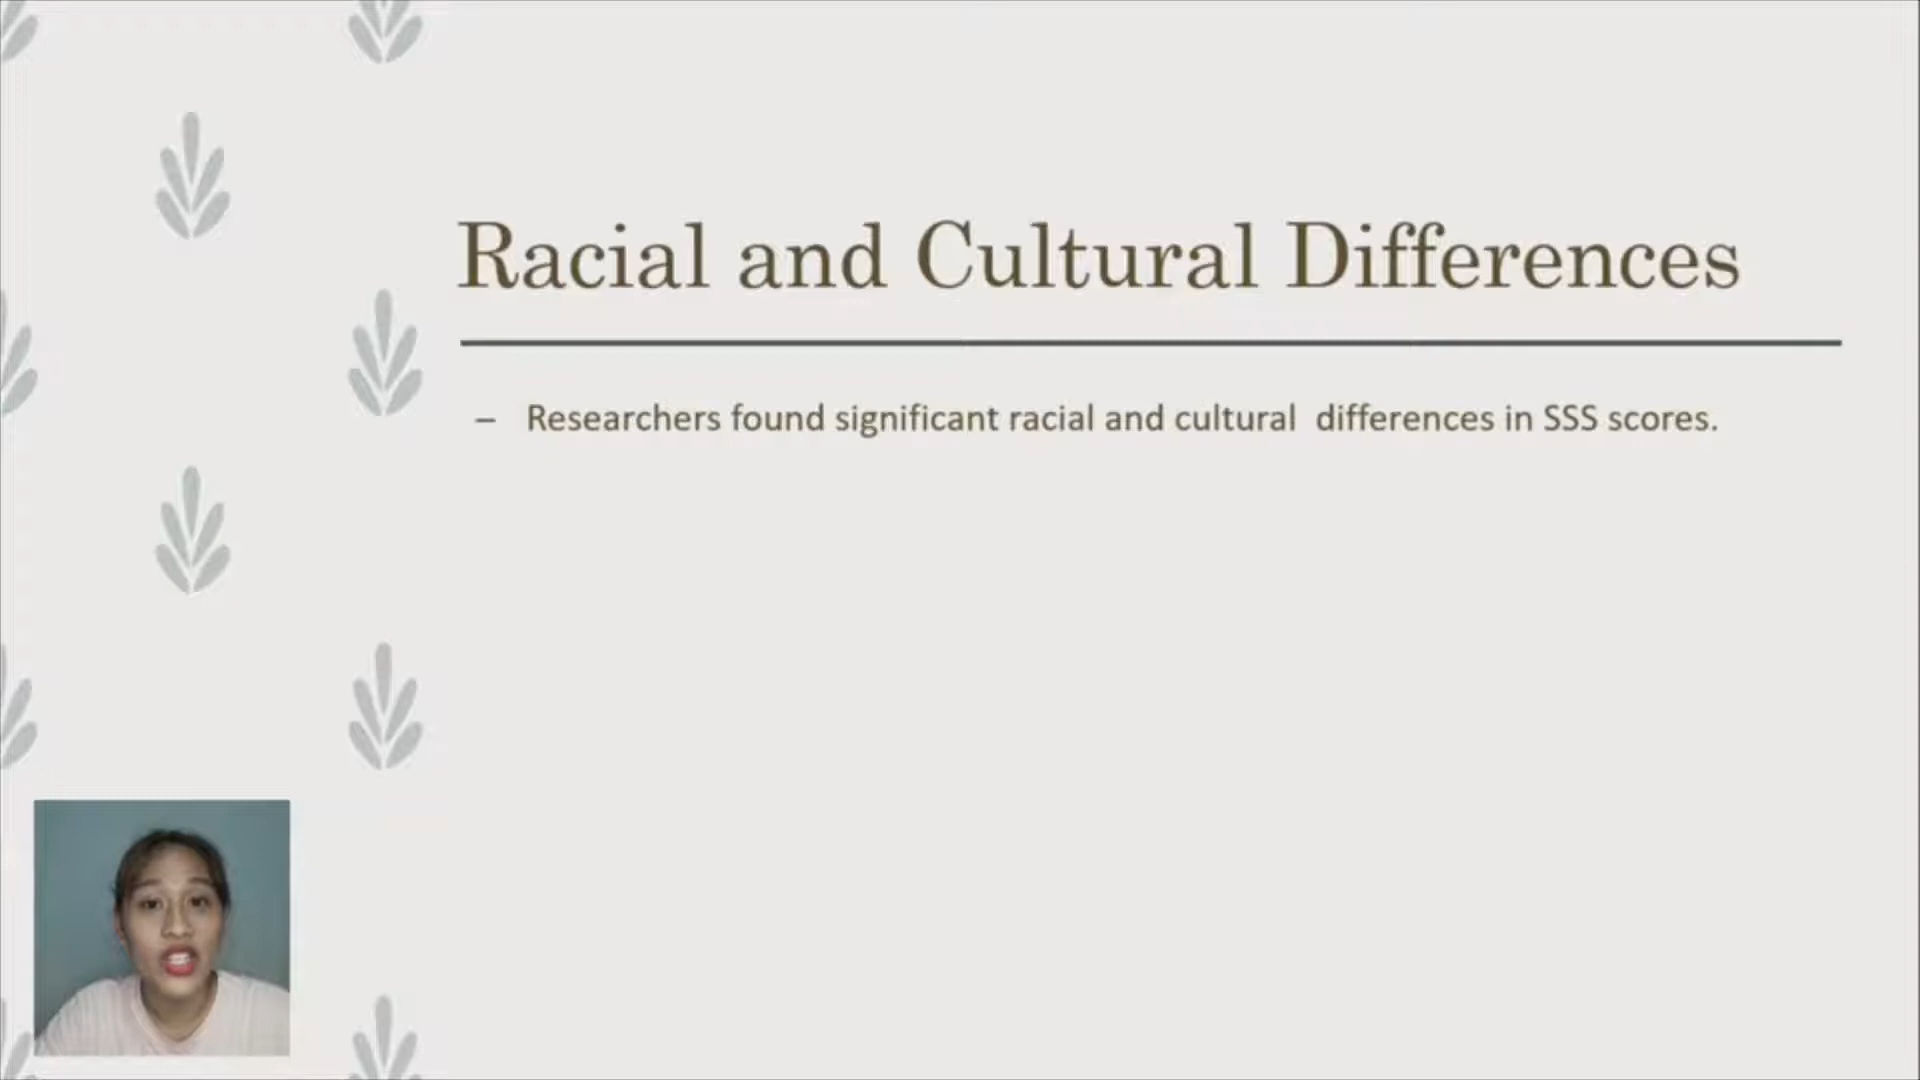 Racial and Cultural Differences
– Researchers found significant racial and cultural  differences in SSS scores.